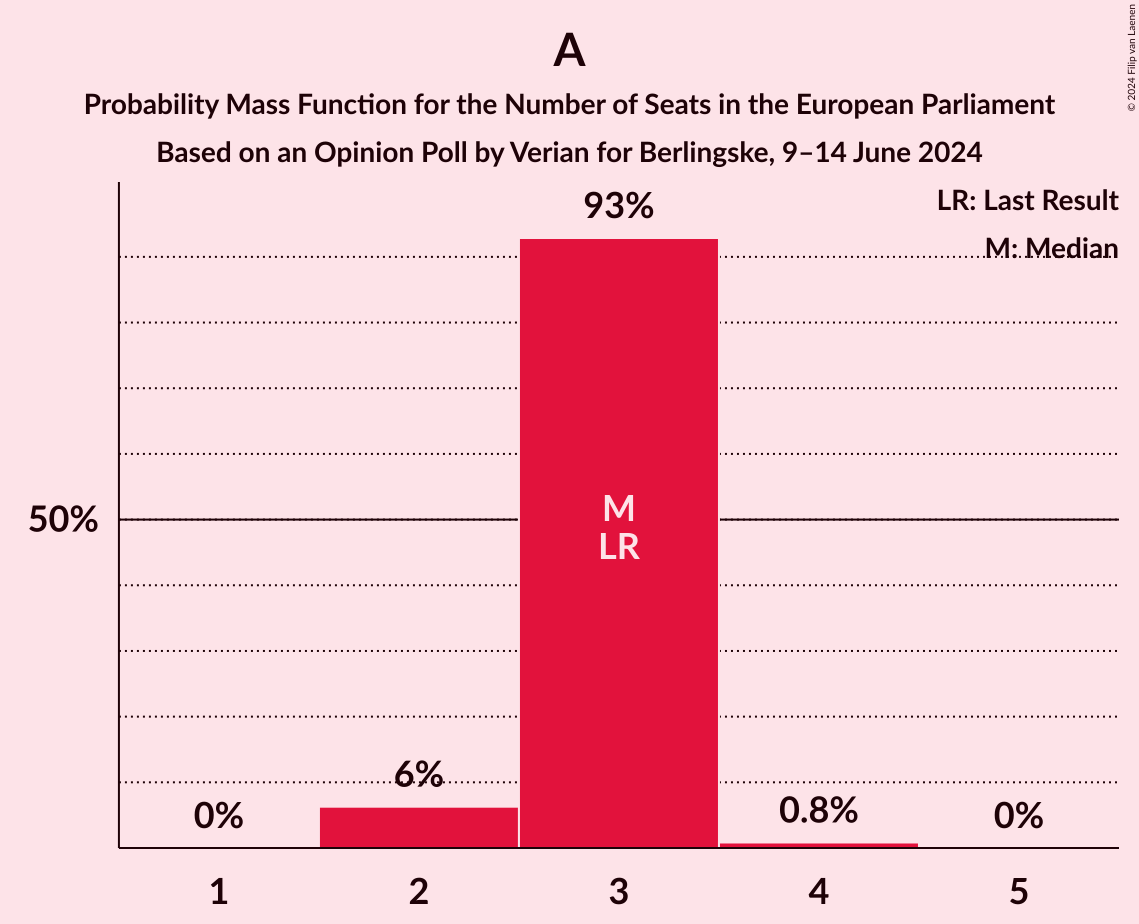 A
Probability Mass Function for the Number of Seats in the European Parliament
Based on an Opinion Poll by Verian for Berlingske, 9–14 June 2024
© 2024 Filip van Laenen
LR: Last Result
M: Median
93%
M
LR
50%
6%
0%
0.8%
0%
1 2 3 4 5